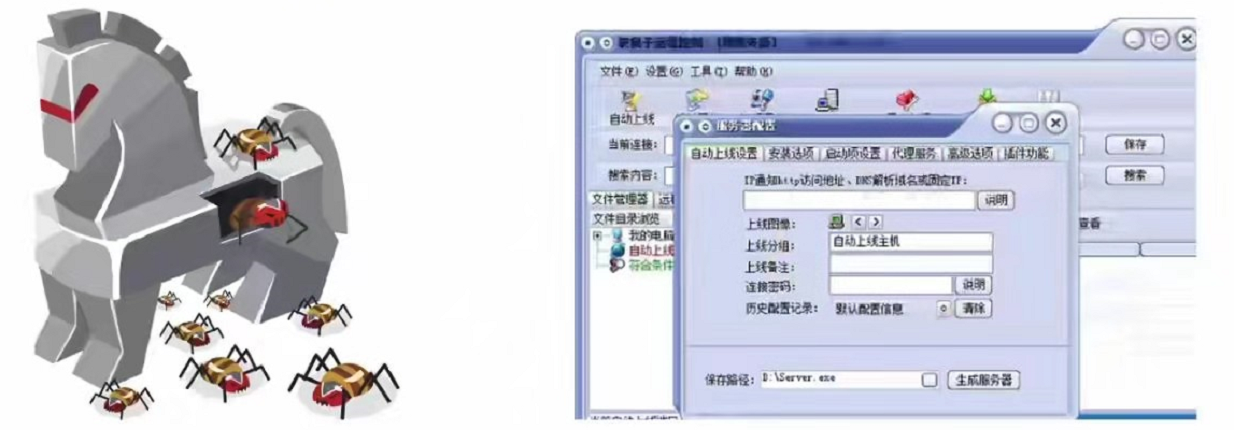 文件(F) 设置(G) 工具(T) 帮助(H)
自动上线
当前连接:
保存
搜索内容:
搜索
文件管理器
文件目录浏览
查看
我的电脑
自动上线
符合条件
服务器配置
自动上线设置 安装选项 启动项设置 代理服务 高级选项 插件功能
IP通知http访问地址、DNS解析域名或固定IP:
说明
上线图像:
上线分组: 自动上线主机
上线备注:
连接密码: 说明
历史配置记录: 默认配置信息 清除
保存路径: D:\Server.exe 生成服务器